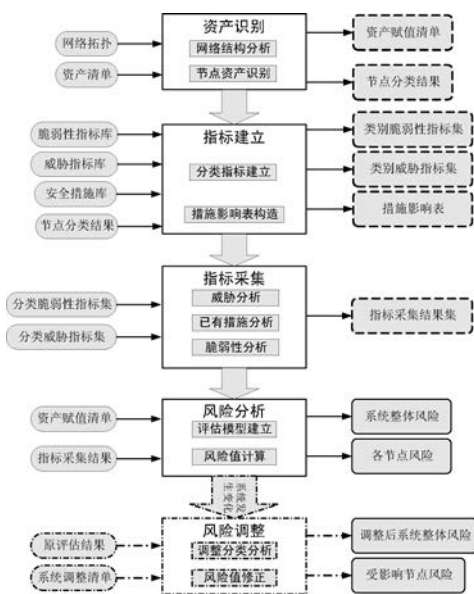 资产识别
网络拓扑
网络结构分析
资产赋值清单
资产清单
节点资产识别
节点分类结果
脆弱性指标库
指标建立
类别脆弱性指标集
威胁指标库
分类指标建立
类别威胁指标集
安全措施库
措施影响表构造
措施影响表
节点分类结果
指标采集
分类脆弱性指标集
威胁分析
已有措施分析
指标采集结果集
分类威胁指标集
脆弱性分析
资产赋值清单
风险分析
评估模型建立
系统整体风险
指标采集结果
风险值计算
各节点风险
系统发
生变化
风险调整
原评估结果
调整分类分析
调整后系统整体风险
系统调整清单
风险值修正
受影响节点风险